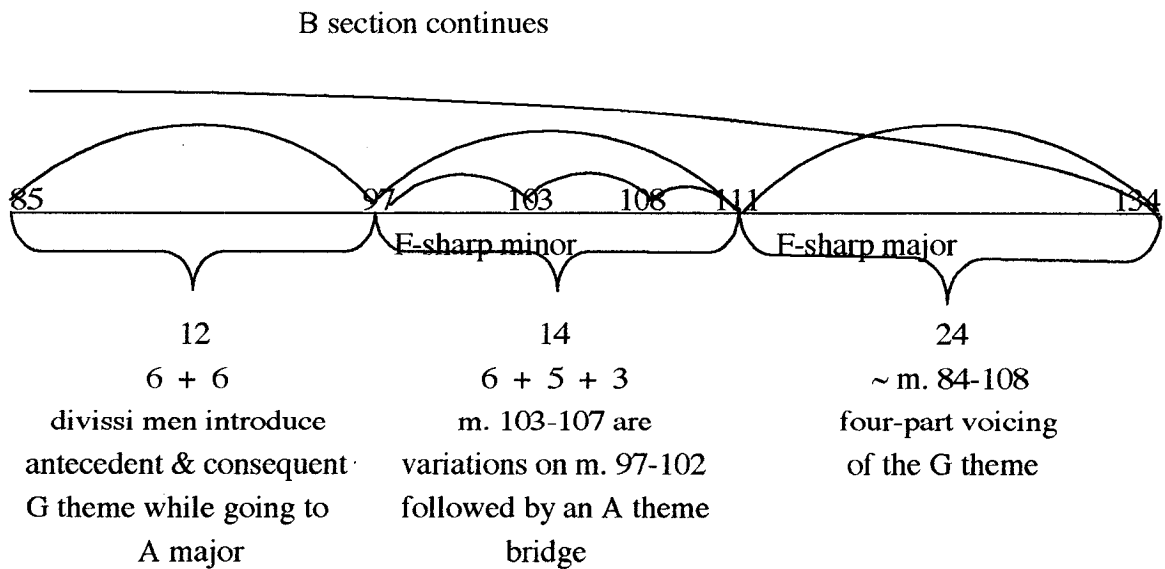 B section continues
85 97 103 108 111 134
F-sharp minor F-sharp major
12 14 24
6 + 6 6 + 5 + 3 ~ m. 84-108
divissi men introduce m. 103-107 are four-part voicing
antecedent & consequent variations on m. 97-102 of the G theme
G theme while going to followed by an A theme
A major bridge